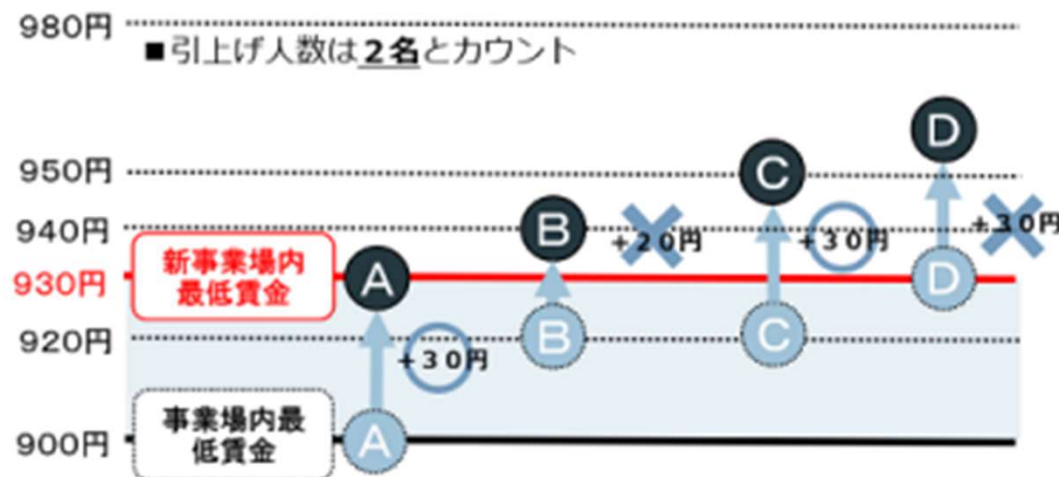 980円
■引上げ人数は2名とカウント
950円
940円
930円
920円
900円
新事業場内
最低賃金
事業場内最
低賃金
A
A
+30円
B
B
+20円
C
C
+30円
D
D
+30円